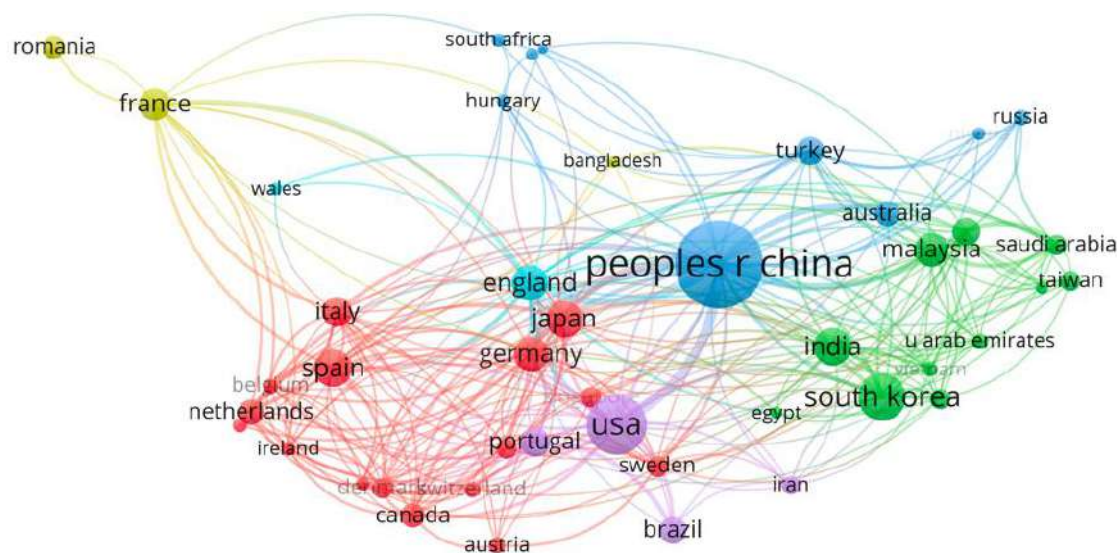 romania
south africa
france
hungary
russia
bangladesh
turkey
wales
australia
malaysia
saudi arabia
peoples r china
taiwan
england
italy
japan
u arab emirates
germany
india
spain
vietnam
belgium
south korea
netherlands
egypt
usa
portugal
ireland
sweden
iran
denmark
switzerland
canada
brazil
austria